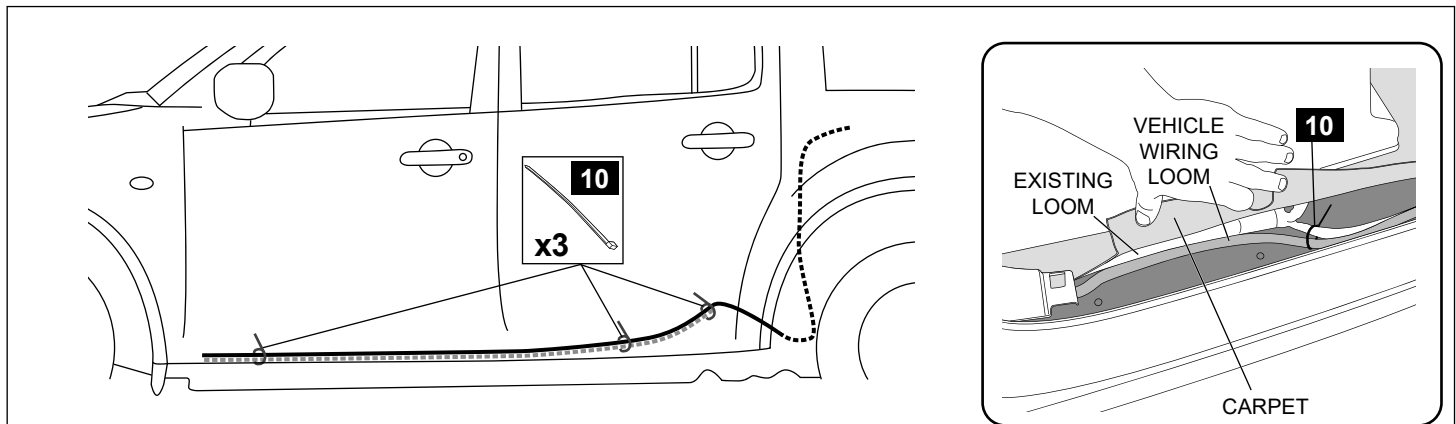 10
x3
VEHICLE
WIRING
LOOM
10
EXISTING
LOOM
CARPET